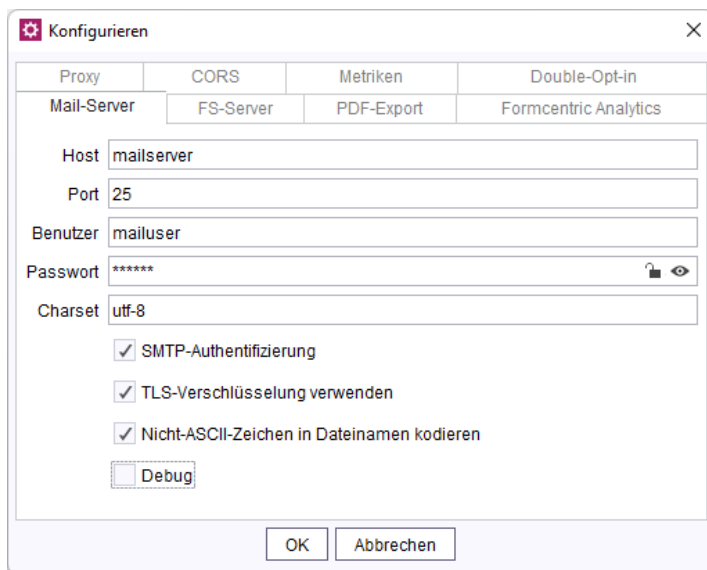 Konfigurieren
Proxy CORS Metriken Double-Opt-in
Mail-Server FS-Server PDF-Export Formcentric Analytics
Host mailserver
Port 25
Benutzer mailuser
Passwort ******
Charset utf-8
SMTP-Authentifizierung
TLS-Verschlüsselung verwenden
Nicht-ASCII-Zeichen in Dateinamen kodieren
Debug
OK Abbrechen